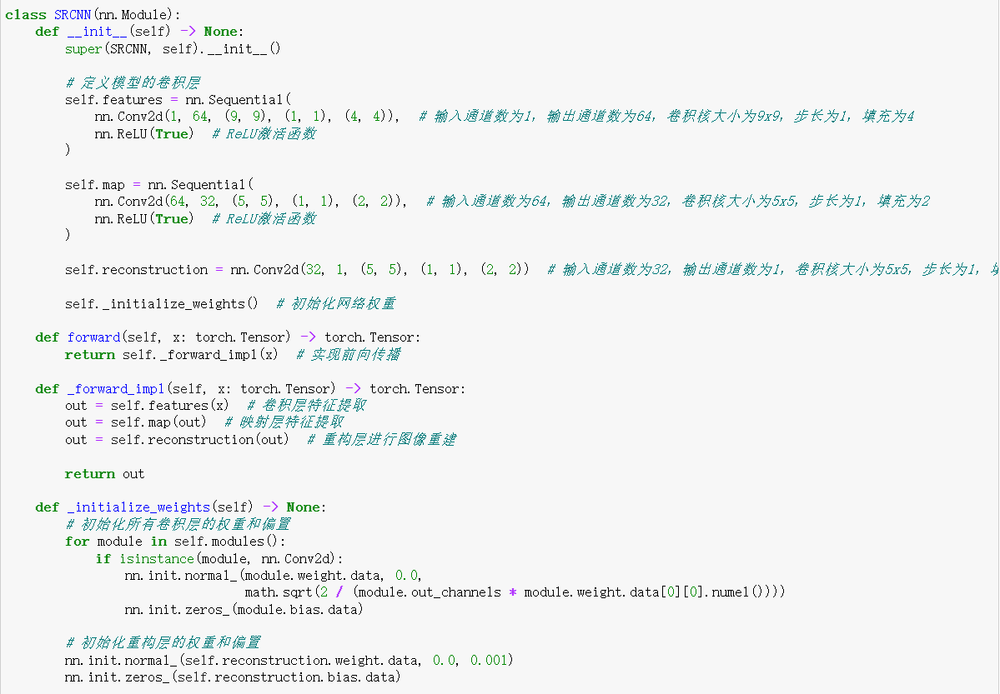 class SRCNN(nn.Module):
    def __init__(self) -> None:
        super(SRCNN, self).__init__()

        # 定义模型的卷积层
        self.features = nn.Sequential(
            nn.Conv2d(1, 64, (9, 9), (1, 1), (4, 4)),  # 输入通道数为1，输出通道数为64，卷积核大小为9x9，步长为1，填充为4
            nn.ReLU(True)  # ReLU激活函数
        )

        self.map = nn.Sequential(
            nn.Conv2d(64, 32, (5, 5), (1, 1), (2, 2)),  # 输入通道数为64，输出通道数为32，卷积核大小为5x5，步长为1，填充为2
            nn.ReLU(True)  # ReLU激活函数
        )

        self.reconstruction = nn.Conv2d(32, 1, (5, 5), (1, 1), (2, 2))  # 输入通道数为32，输出通道数为1，卷积核大小为5x5，步长为1，

        self._initialize_weights()  # 初始化网络权重

    def forward(self, x: torch.Tensor) -> torch.Tensor:
        return self._forward_impl(x)  # 实现前向传播

    def _forward_impl(self, x: torch.Tensor) -> torch.Tensor:
        out = self.features(x)  # 卷积层特征提取
        out = self.map(out)  # 映射层特征提取
        out = self.reconstruction(out)  # 重构层进行图像重建

        return out

    def _initialize_weights(self) -> None:
        # 初始化所有卷积层的权重和偏置
        for module in self.modules():
            if isinstance(module, nn.Conv2d):
                nn.init.normal_(module.weight.data, 0.0,
                                math.sqrt(2 / (module.out_channels * module.weight.data[0][0].numel())))
                nn.init.zeros_(module.bias.data)

        # 初始化重构层的权重和偏置
        nn.init.normal_(self.reconstruction.weight.data, 0.0, 0.001)
        nn.init.zeros_(self.reconstruction.bias.data)